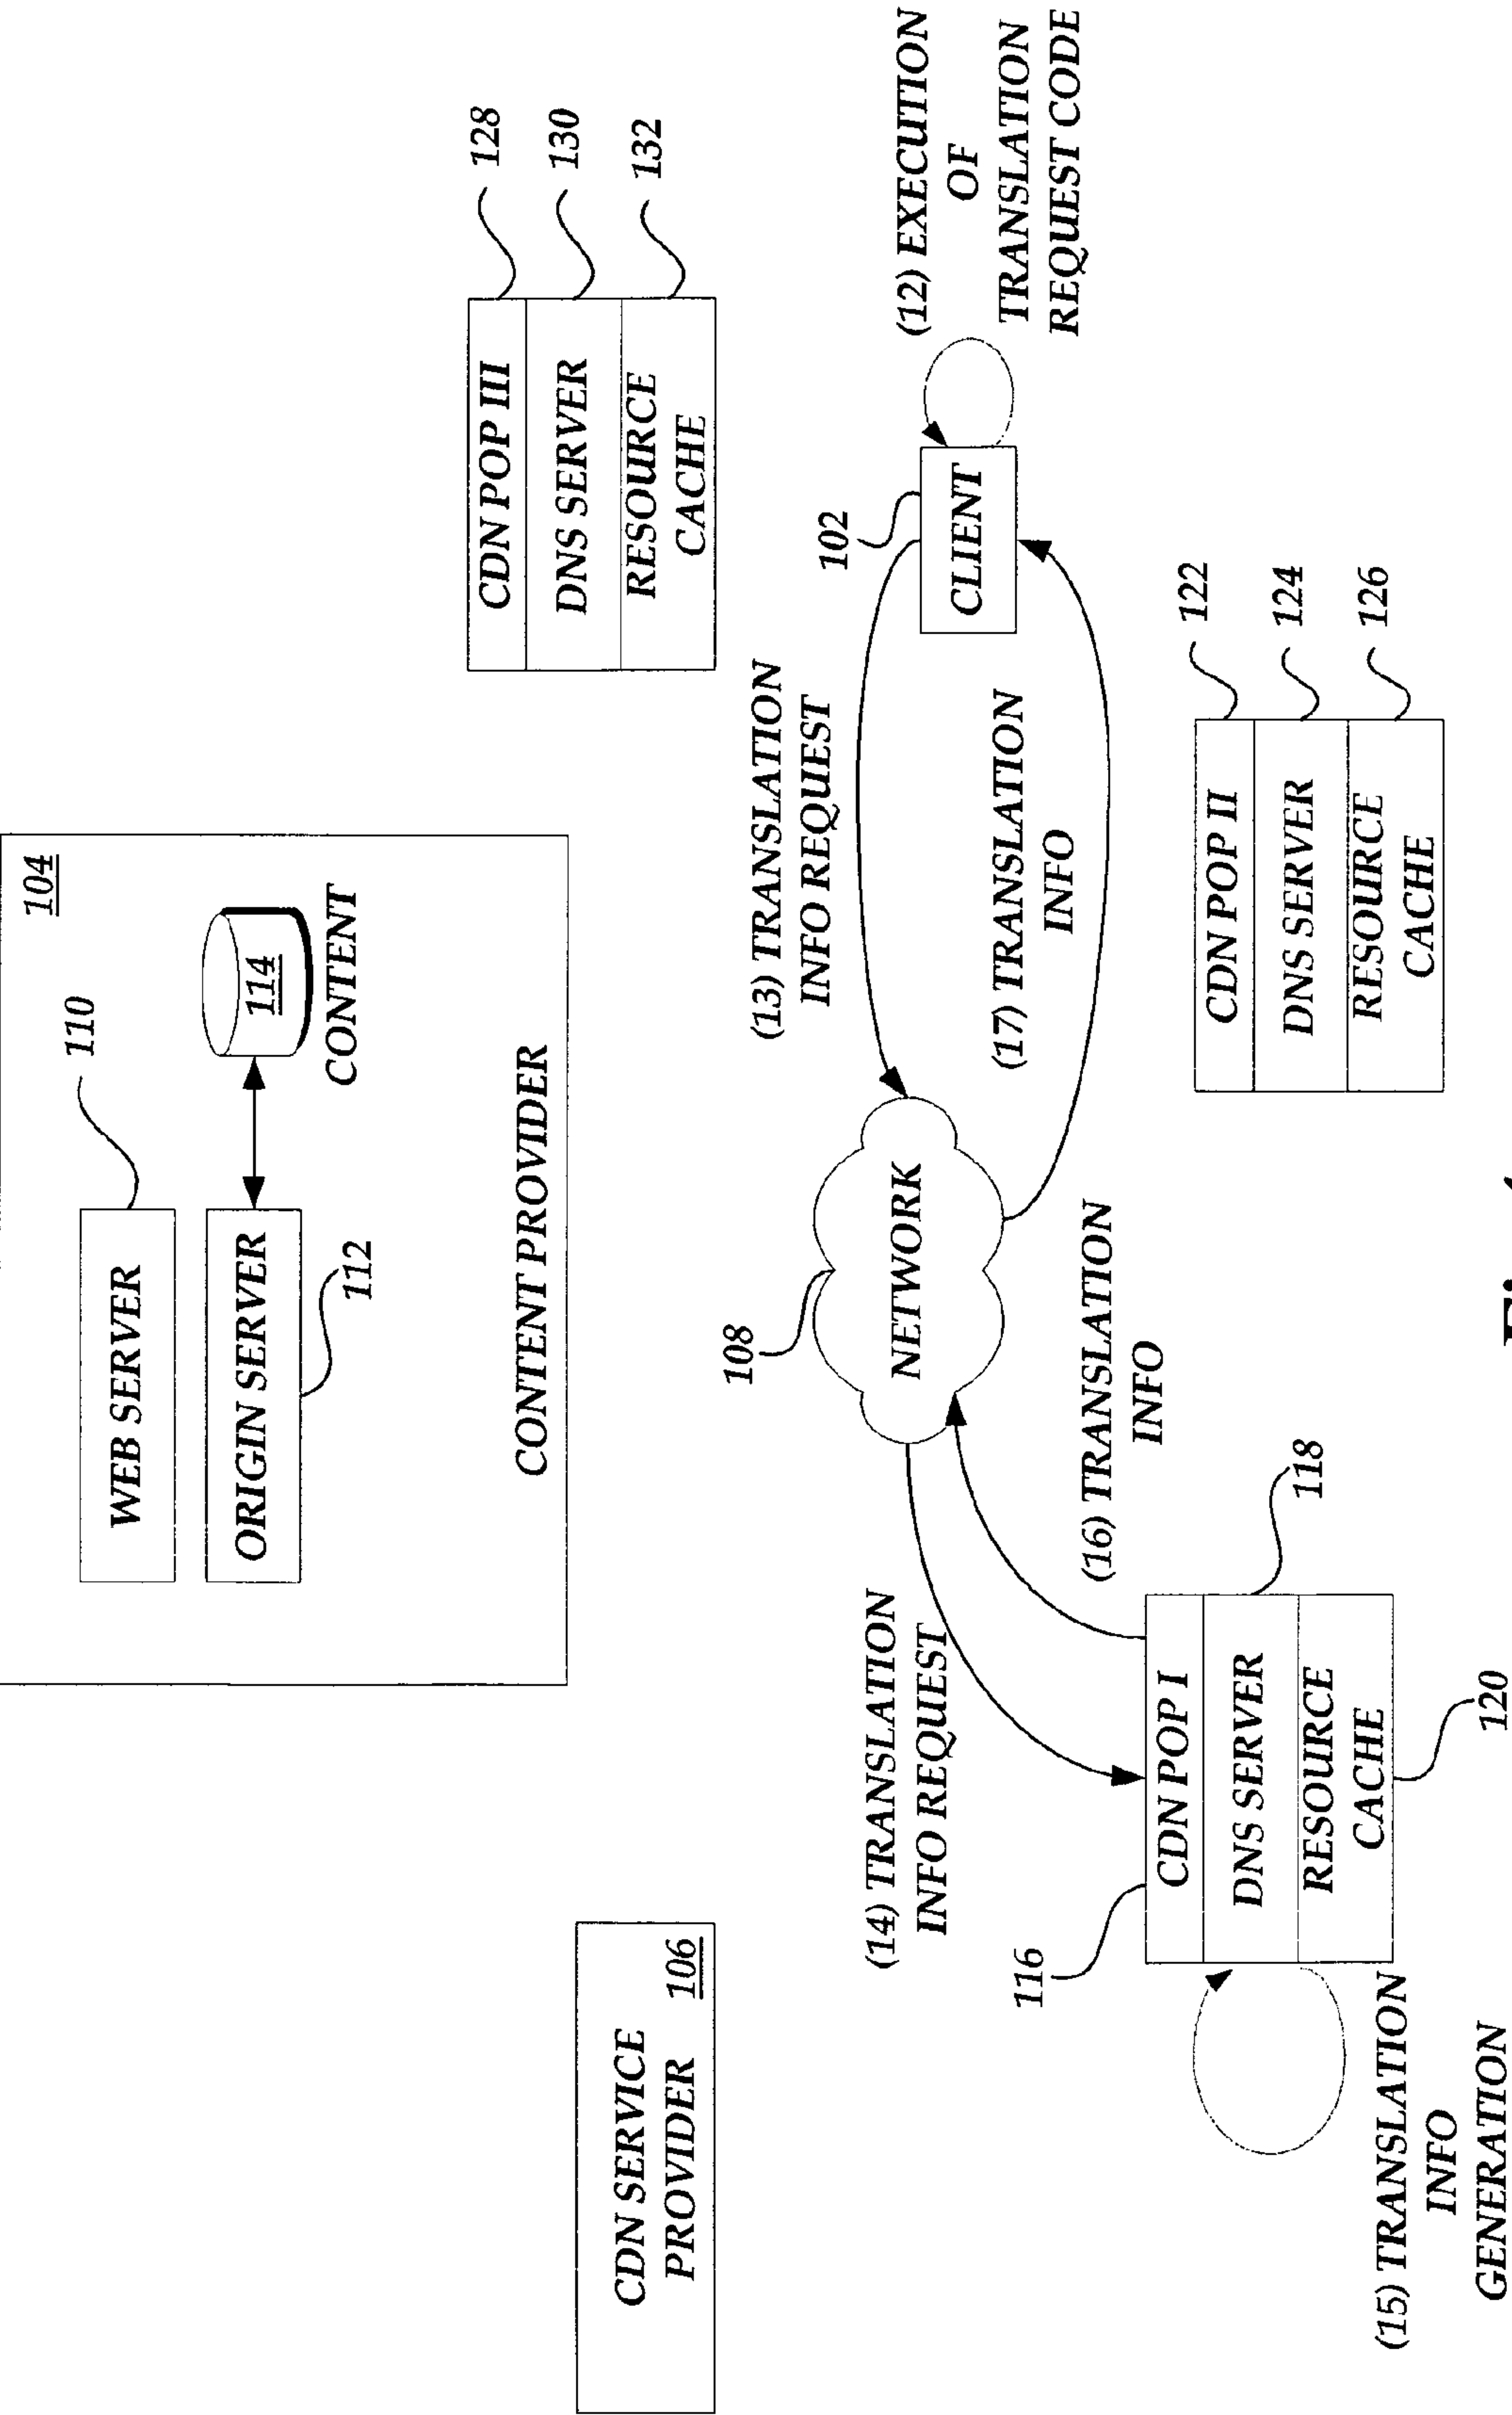 104
WEB SERVER
110
ORIGIN SERVER
112
114
CONTENT
CONTENT PROVIDER
CDN SERVICE
PROVIDER
106
CDN POP III
DNS SERVER
RESOURCE
CACHE
128
130
132
108
NETWORK
(13) TRANSLATION
INFO REQUEST
102
CLIENT
(12) EXECUTION
OF
TRANSLATION
REQUEST CODE
(14) TRANSLATION
INFO REQUEST
(17) TRANSLATION
INFO
(16) TRANSLATION
INFO
116
CDN POP I
DNS SERVER
RESOURCE
CACHE
118
120
(15) TRANSLATION
INFO
GENERATION
CDN POP II
DNS SERVER
RESOURCE
CACHE
122
124
126